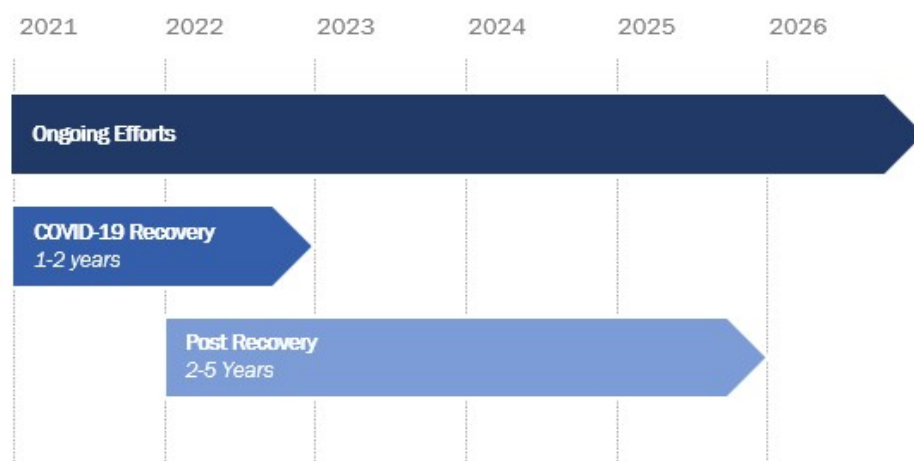 2021 2022 2023 2024 2025 2026
Ongoing Efforts
COVID-19 Recovery
1-2 years
Post Recovery
2-5 Years